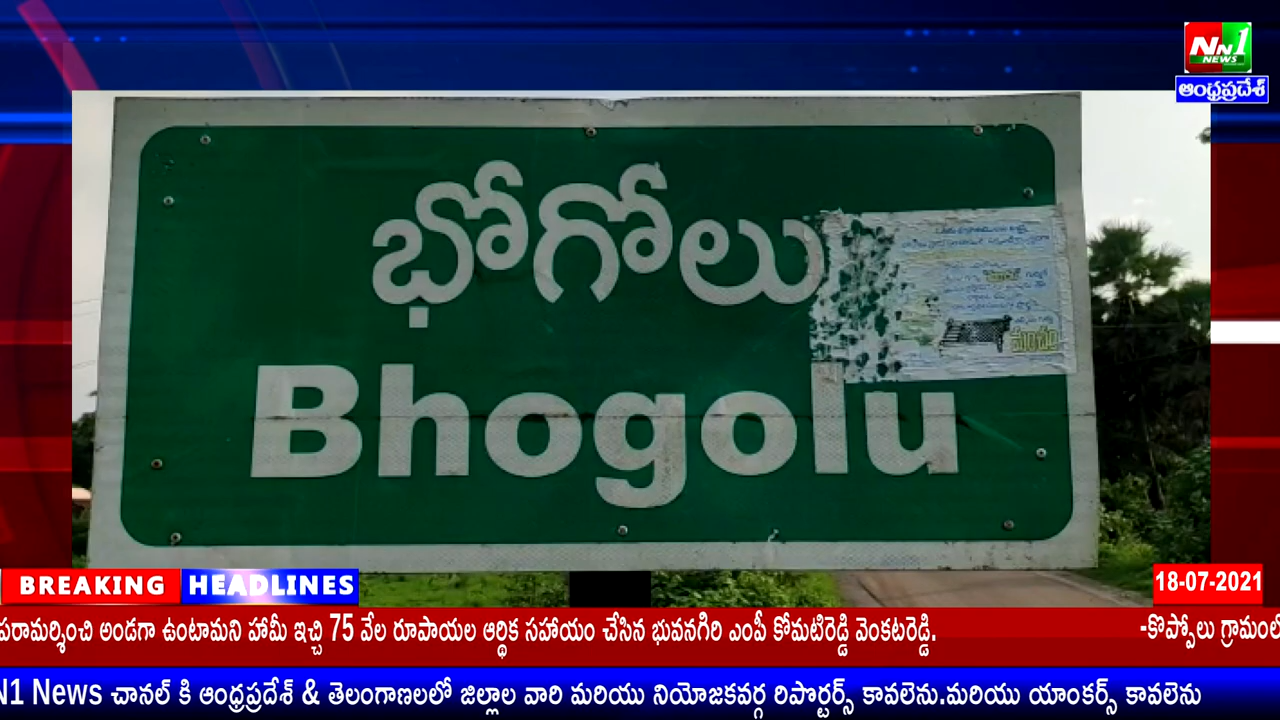 NN1
NEWS
ఆంధ్రప్రదేశ్
భోగోలు
మంచం
Bhogolu
BREAKING HEADLINES
18-07-2021
పరామర్శించి అండగా ఉంటామని హామీ ఇచ్చి 75 వేల రూపాయల ఆర్థిక సహాయం చేసిన భువనగిరి ఎంపీ కోమటిరెడ్డి వెంకటరెడ్డి. -కొప్పోలు గ్రామంలో
N1 News చానల్ కి ఆంధ్రప్రదేశ్ & తెలంగాణలలో జిల్లాల వారి మరియు నియోజకవర్గ రిపొర్టర్స్ కావలెను.మరియు యాంకర్స్ కావలెను